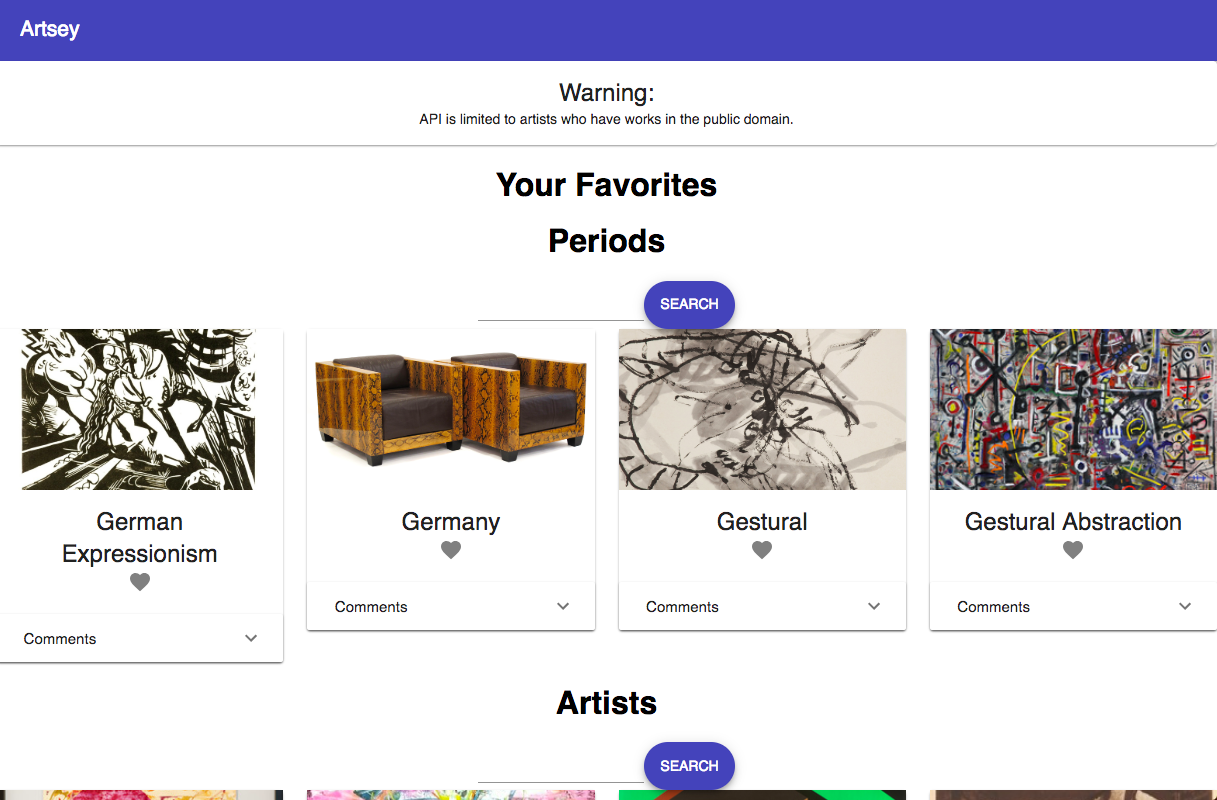 Artsey
Warning:
API is limited to artists who have works in the public domain.
Your Favorites
Periods
SEARCH
German
Expressionism
Comments
Germany
Comments
Gestural
Comments
Gestural Abstraction
Comments
Artists
SEARCH